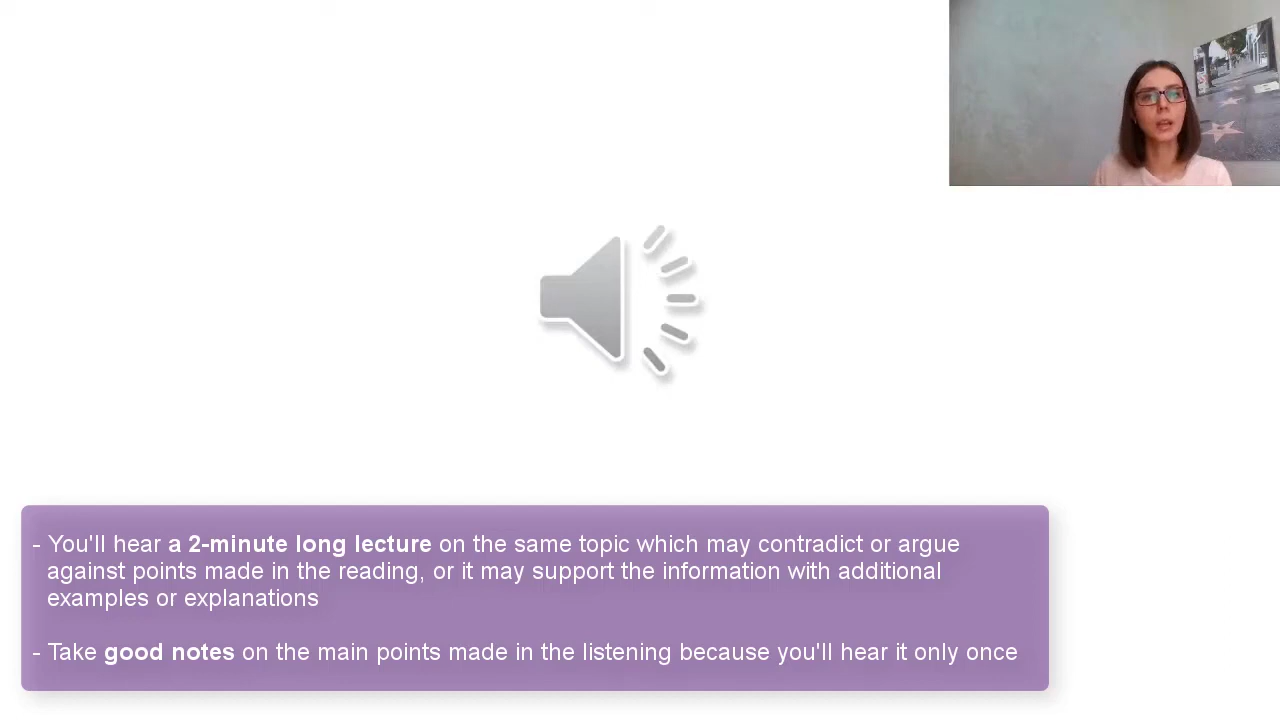 - You'll hear a 2-minute long lecture on the same topic which may contradict or argue
against points made in the reading, or it may support the information with additional
examples or explanations
- Take good notes on the main points made in the listening because you'll hear it only once